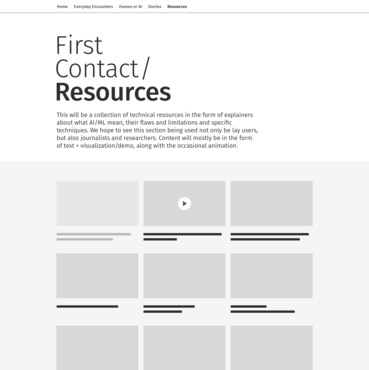 Home Everyday Encounters Human or AI Stories Resources
First
Contact/
Resources
This will be a collection of technical resources in the form of explainers
about what AI/ML mean, their flaws and limitations and specific
techniques. We hope to see this section being used not only be lay users,
but also journalists and researchers. Content will mostly be in the form
of text + visualization/demo, along with the occasional animation.